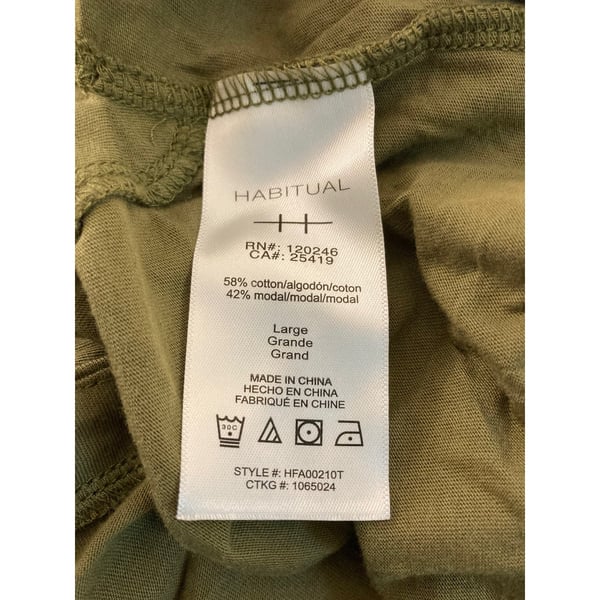 HABITUAL
RN#: 120246
CA#: 25419
58% cotton/algodón/coton
42% modal/modal/modal
Large
Grande
Grand
MADE IN CHINA
HECHO EN CHINA
FABRIQUÉ EN CHINE
30C
STYLE #: HFA00210T
CTKG #: 1065024